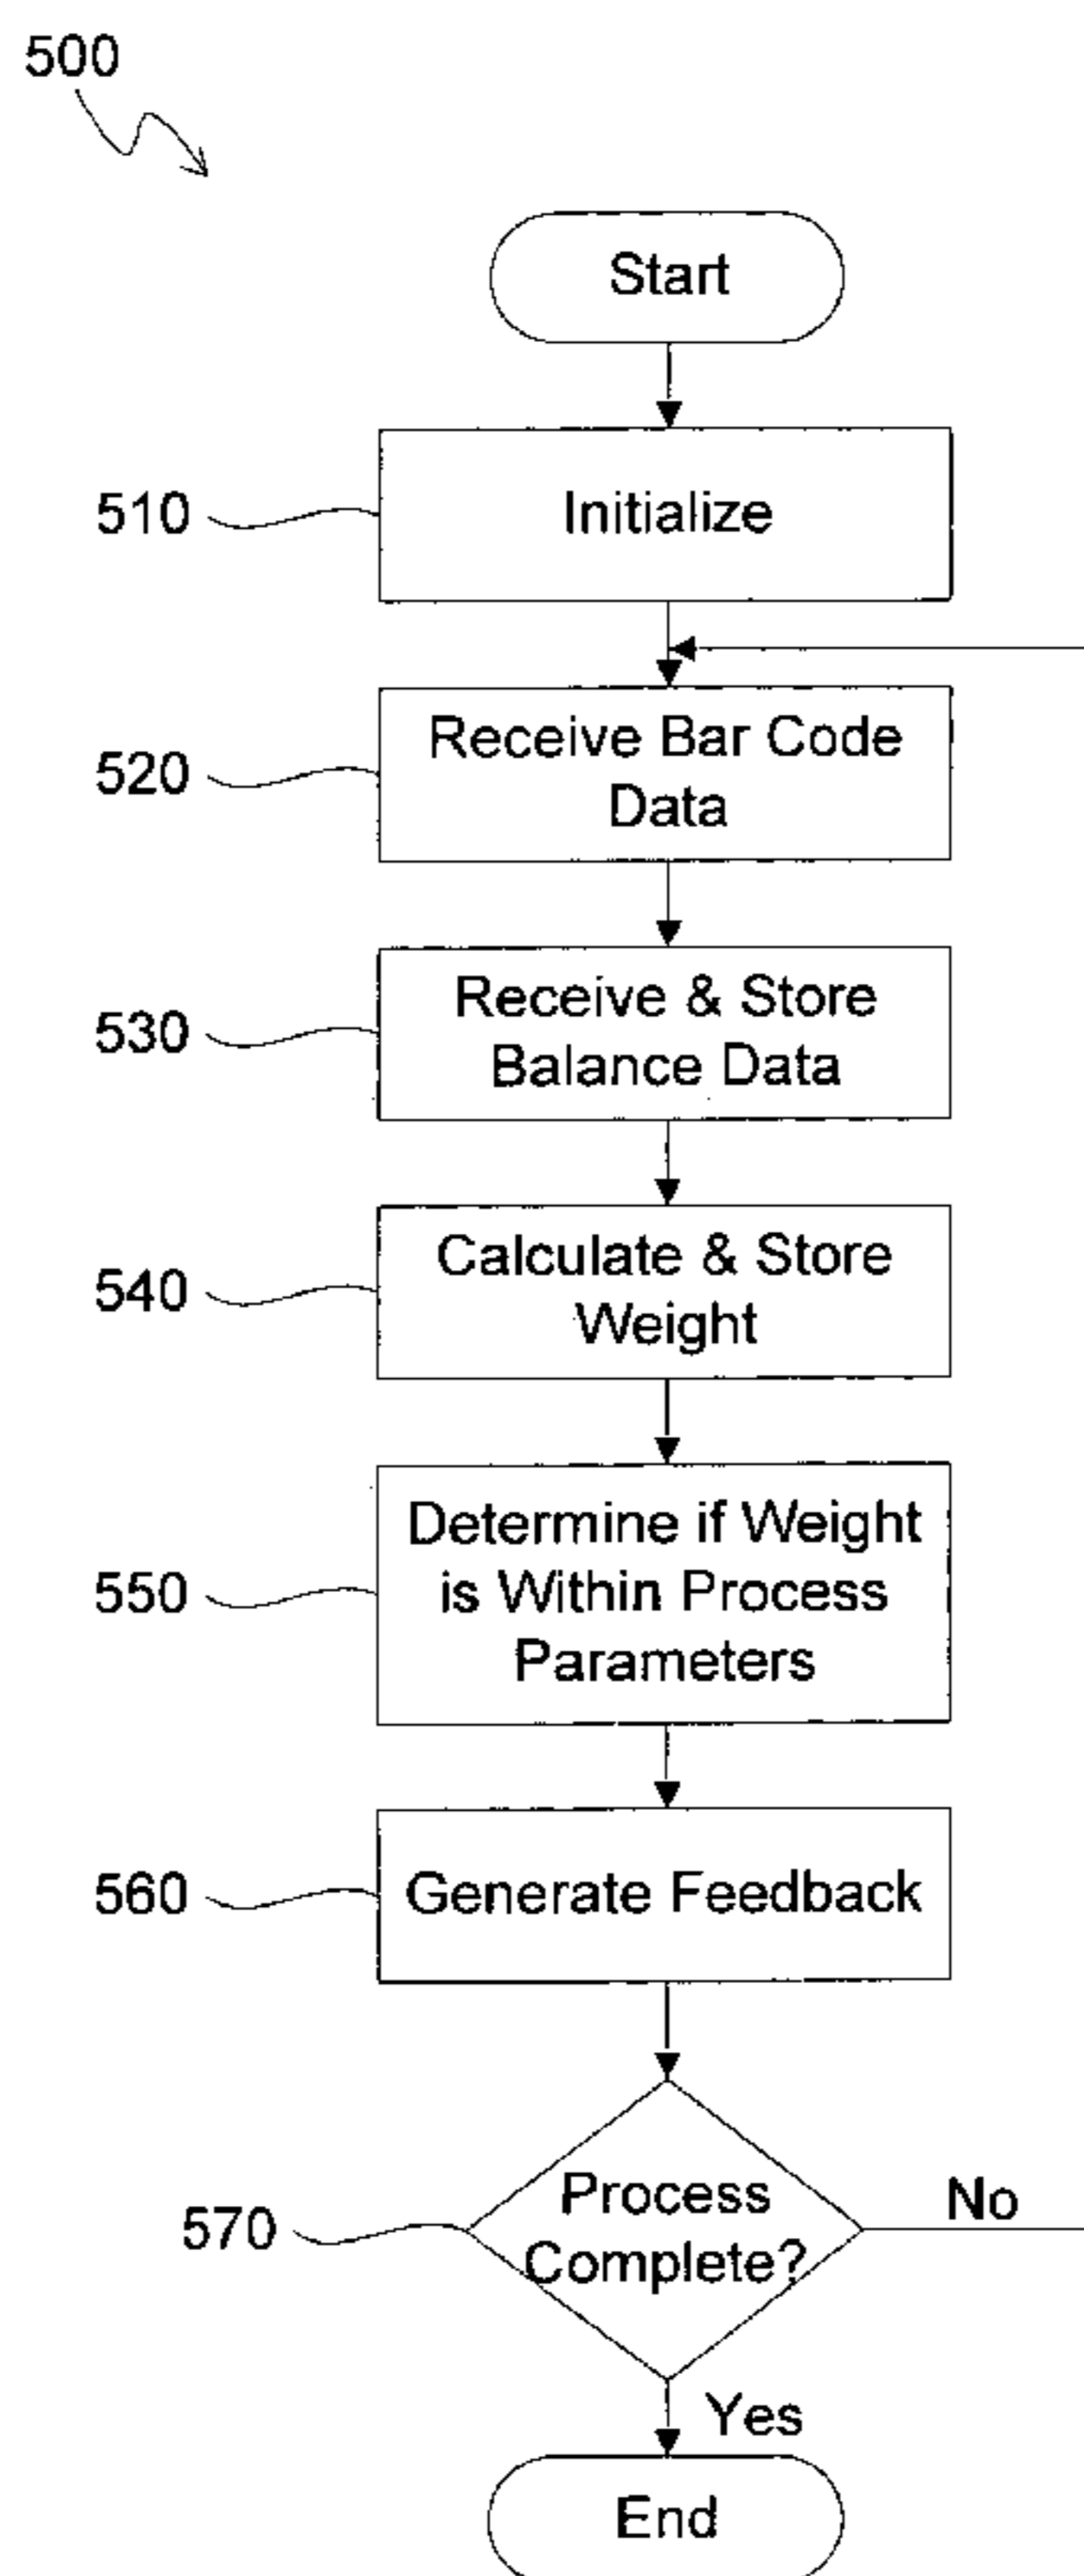 500
Start
510
Initialize
520
Receive Bar Code
Data
530
Receive & Store
Balance Data
540
Calculate & Store
Weight
550
Determine if Weight
is Within Process
Parameters
560
Generate Feedback
570
Process
Complete?
No
Yes
End